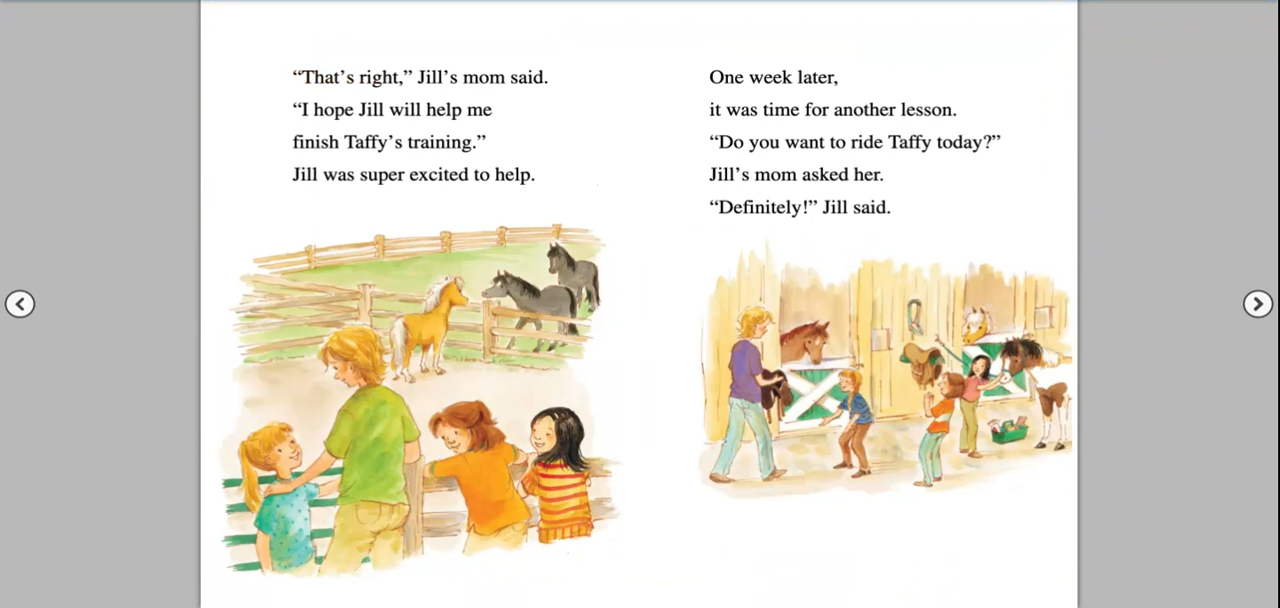 “That’s right,” Jill’s mom said.
“I hope Jill will help me
finish Taffy’s training.”
Jill was super excited to help.
One week later,
it was time for another lesson.
“Do you want to ride Taffy today?”
Jill’s mom asked her.
“Definitely!” Jill said.